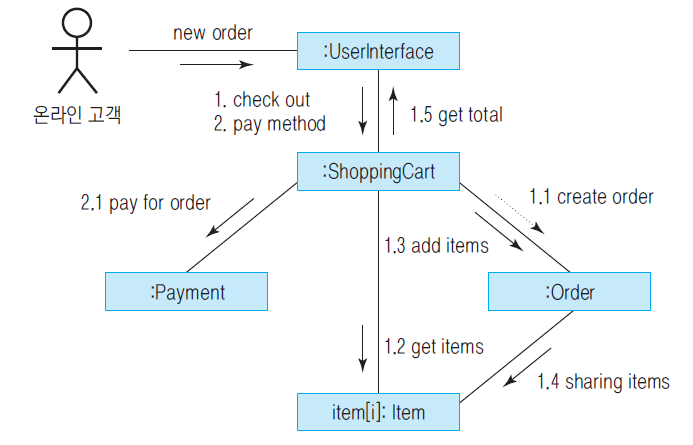 new order
:UserInterface
온라인 고객
1. check out
2. pay method
1.5 get total
:ShoppingCart
2.1 pay for order
1.1 create order
1.3 add items
:Payment
:Order
1.2 get items
1.4 sharing items
item[i]: Item